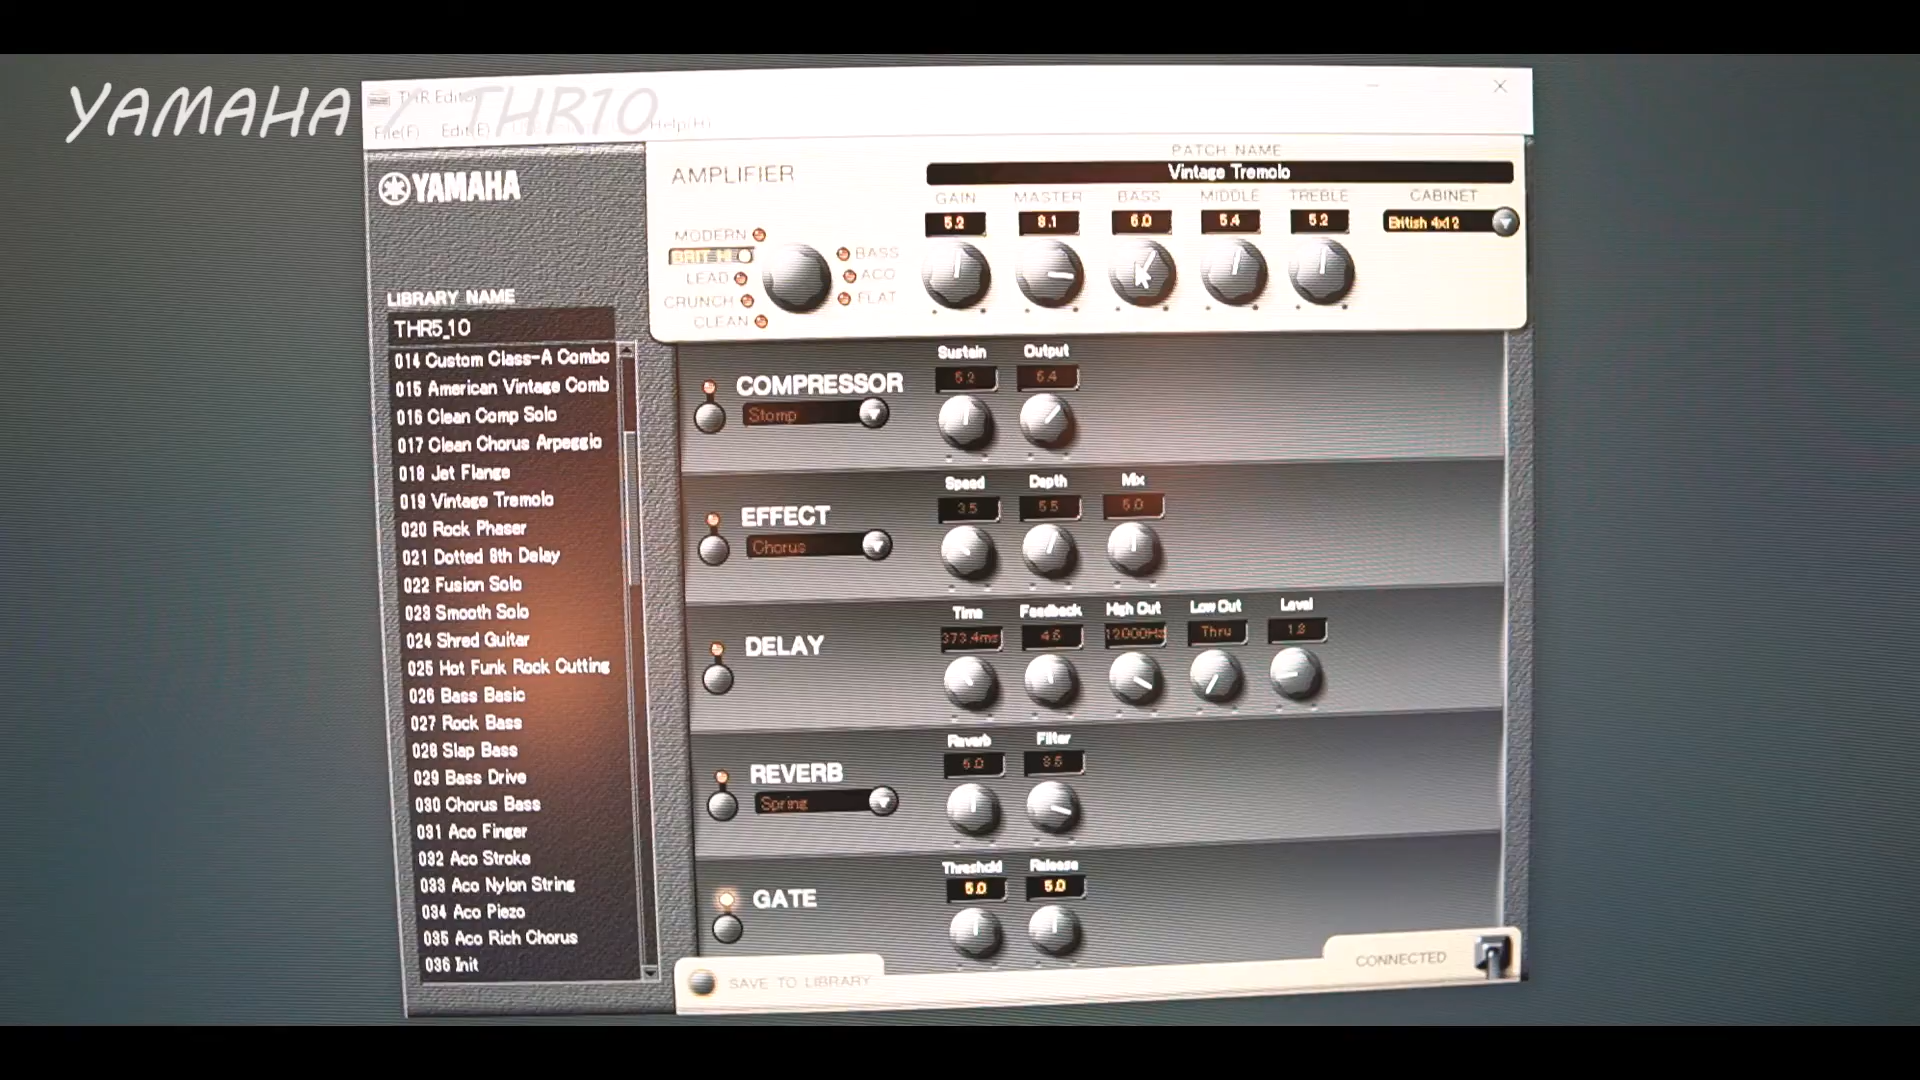 YAMAHA / THR10
THR Editor
File(F) Edit(E) Help(H)
YAMAHA
AMPLIFIER
PATCH NAME
Vintage Tremolo
GAIN MASTER BASS MIDDLE TREBLE CABINET
5.2 8.1 6.0 5.4 5.2 British 4x12
MODERN
BRIT HI
LEAD
CRUNCH
CLEAN
BASS
ACO
FLAT
LIBRARY NAME
THR5_10
014 Custom Class-A Combo
015 American Vintage Comb
016 Clean Comp Solo
017 Clean Chorus Arpeggio
018 Jet Flange
019 Vintage Tremolo
020 Rock Phaser
021 Dotted 8th Delay
022 Fusion Solo
023 Smooth Solo
024 Shred Guitar
025 Hot Funk Rock Cutting
026 Bass Basic
027 Rock Bass
028 Slap Bass
029 Bass Drive
030 Chorus Bass
031 Aco Finger
032 Aco Stroke
033 Aco Nylon String
034 Aco Piezo
035 Aco Rich Chorus
036 Init
COMPRESSOR
Stomp
Sustain Output
5.2 6.4
EFFECT
Chorus
Speed Depth Mix
3.5 5.5 5.0
DELAY
Time Feedback High Cut Low Cut Level
373.4ms 4.6 12000Hz Thru 1.8
REVERB
Spring
Reverb Filter
5.0 8.6
GATE
Threshold Release
5.0 5.0
SAVE TO LIBRARY
CONNECTED